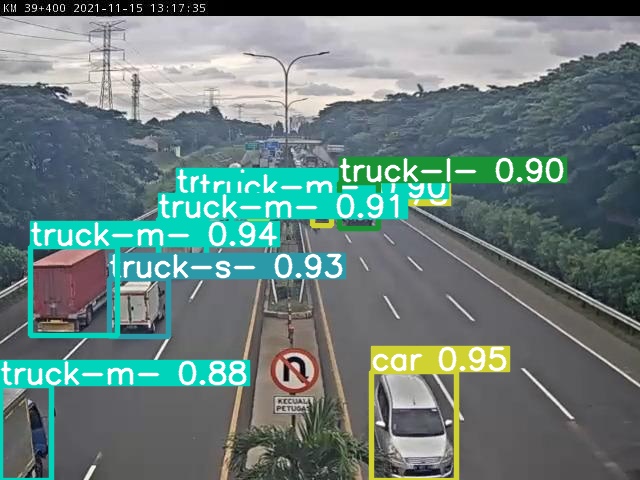 KM 39+400 2021-11-15 13:17:35
truck-l- 0.90
truck-m-
truck-m- 0.91
truck-m- 0.94
truck-s- 0.93
car 0.95
truck-m- 0.88
KECUALI
PETUGAS